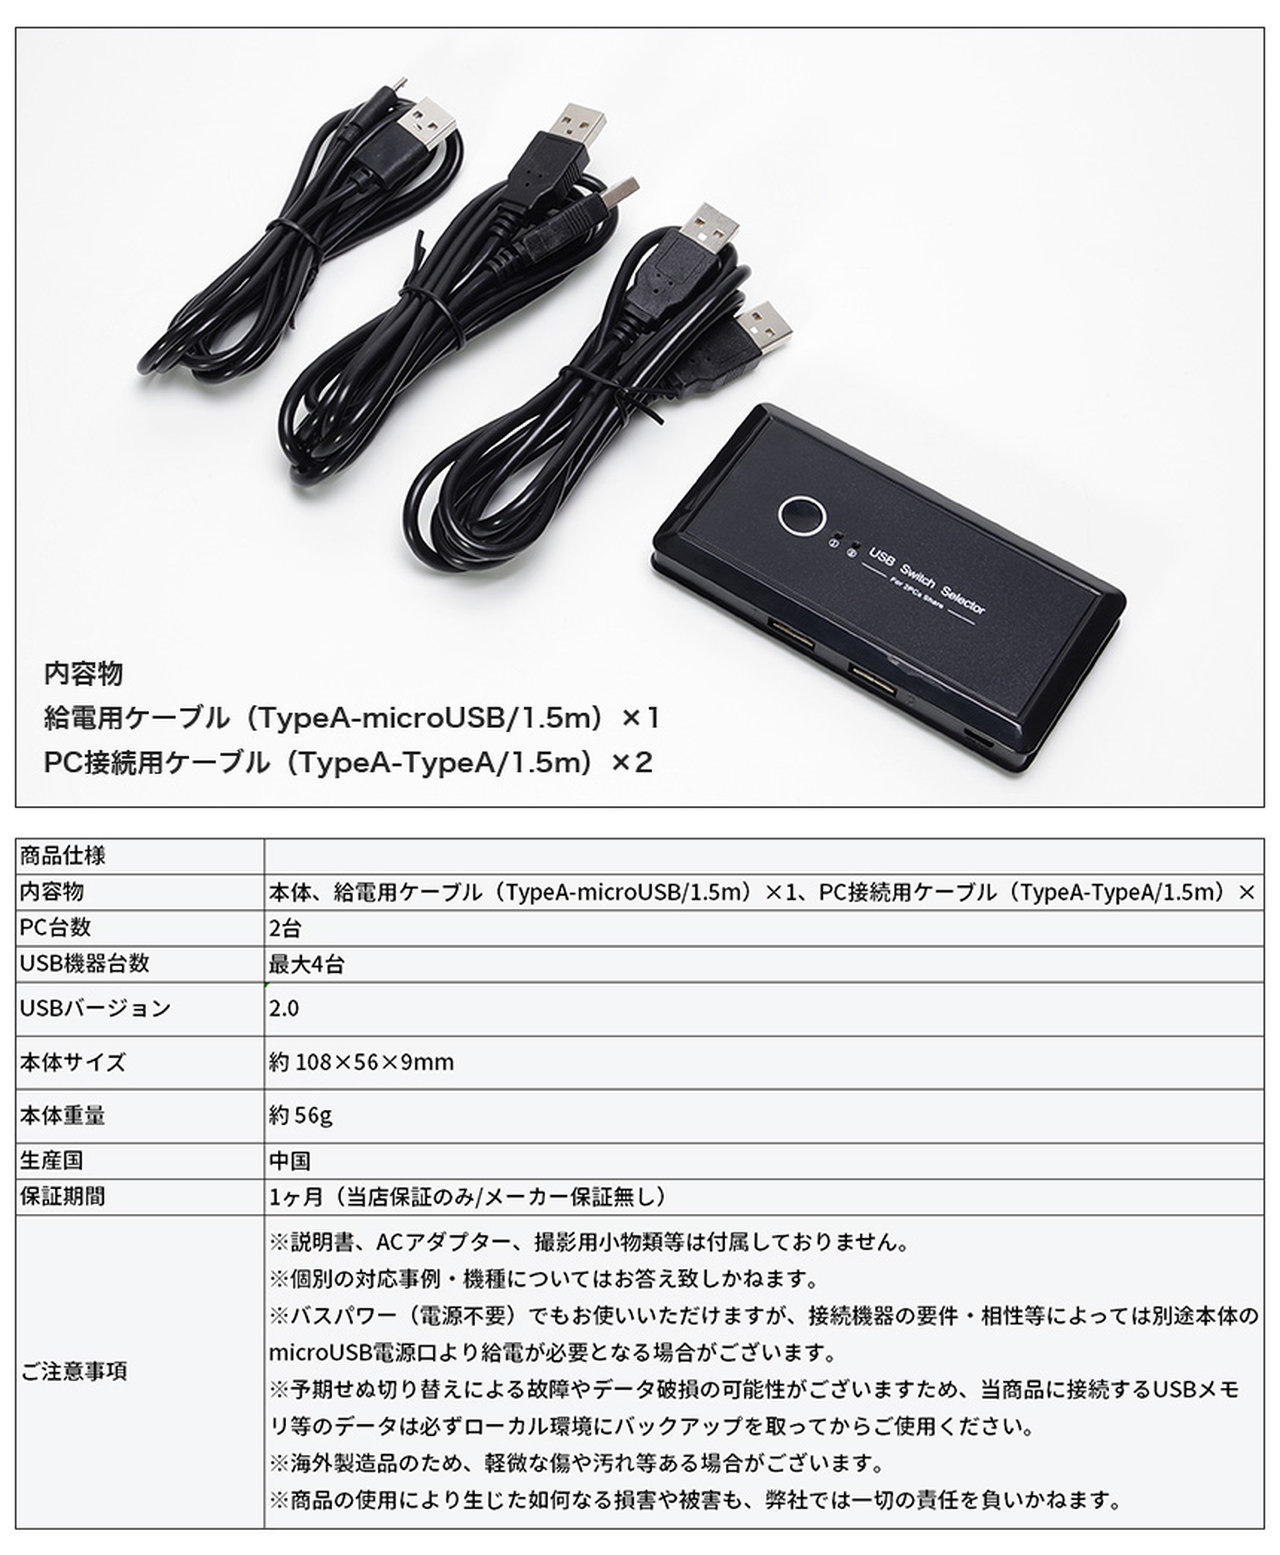 ① ②
USB Switch Selector
For 2PCs Share
内容物
給電用ケーブル（TypeA-microUSB/1.5m）×1
PC接続用ケーブル（TypeA-TypeA/1.5m）×2
商品仕様
内容物 本体、給電用ケーブル（TypeA-microUSB/1.5m）×1、PC接続用ケーブル（TypeA-TypeA/1.5m）×
PC台数 2台
USB機器台数 最大4台
USBバージョン 2.0
本体サイズ 約 108×56×9mm
本体重量 約 56g
生産国 中国
保証期間 1ヶ月（当店保証のみ/メーカー保証無し）
ご注意事項
※説明書、ACアダプター、撮影用小物類等は付属しておりません。
※個別の対応事例・機種についてはお答え致しかねます。
※バスパワー（電源不要）でもお使いいただけますが、接続機器の要件・相性等によっては別途本体の
microUSB電源口より給電が必要となる場合がございます。
※予期せぬ切り替えによる故障やデータ破損の可能性がございますため、当商品に接続するUSBメモ
リ等のデータは必ずローカル環境にバックアップを取ってからご使用ください。
※海外製造品のため、軽微な傷や汚れ等ある場合がございます。
※商品の使用により生じた如何なる損害や被害も、弊社では一切の責任を負いかねます。